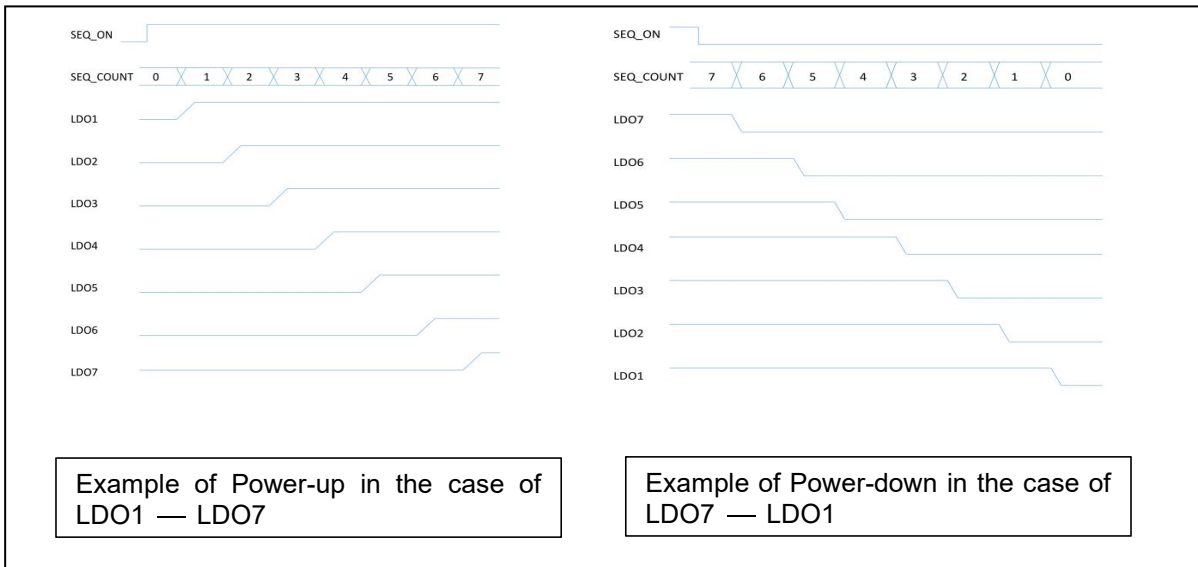 SEQ_ON
SEQ_COUNT 0 1 2 3 4 5 6 7
LDO1
LDO2
LDO3
LDO4
LDO5
LDO6
LDO7
Example of Power-up in the case of
LDO1 — LDO7
SEQ_ON
SEQ_COUNT 7 6 5 4 3 2 1 0
LDO7
LDO6
LDO5
LDO4
LDO3
LDO2
LDO1
Example of Power-down in the case of
LDO7 — LDO1